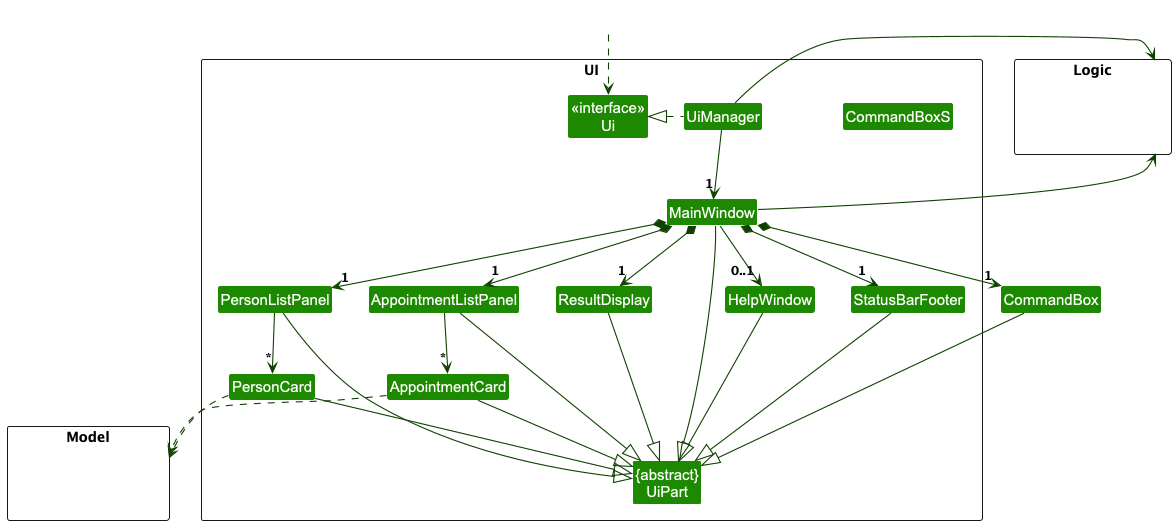 UI
Logic
«interface»
Ui
UiManager
CommandBoxS
1
MainWindow
1
1
1
0..1
1
1
PersonListPanel
AppointmentListPanel
ResultDisplay
HelpWindow
StatusBarFooter
CommandBox
*
*
PersonCard
AppointmentCard
Model
{abstract}
UiPart